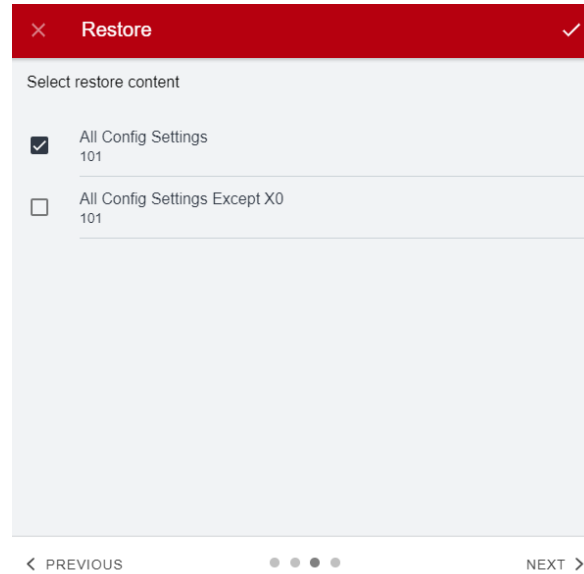 Restore
Select restore content
All Config Settings
101
All Config Settings Except X0
101
PREVIOUS
NEXT